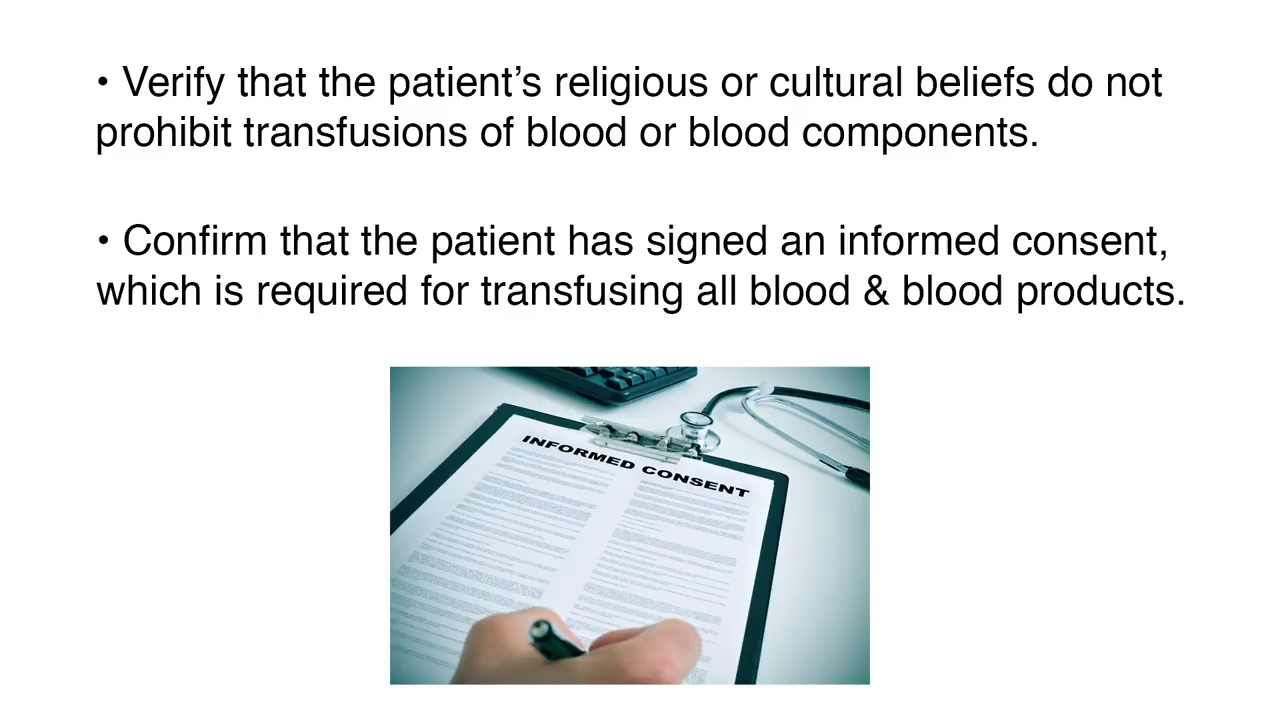 • Verify that the patient’s religious or cultural beliefs do not
prohibit transfusions of blood or blood components.
• Confirm that the patient has signed an informed consent,
which is required for transfusing all blood & blood products.
INFORMED CONSENT